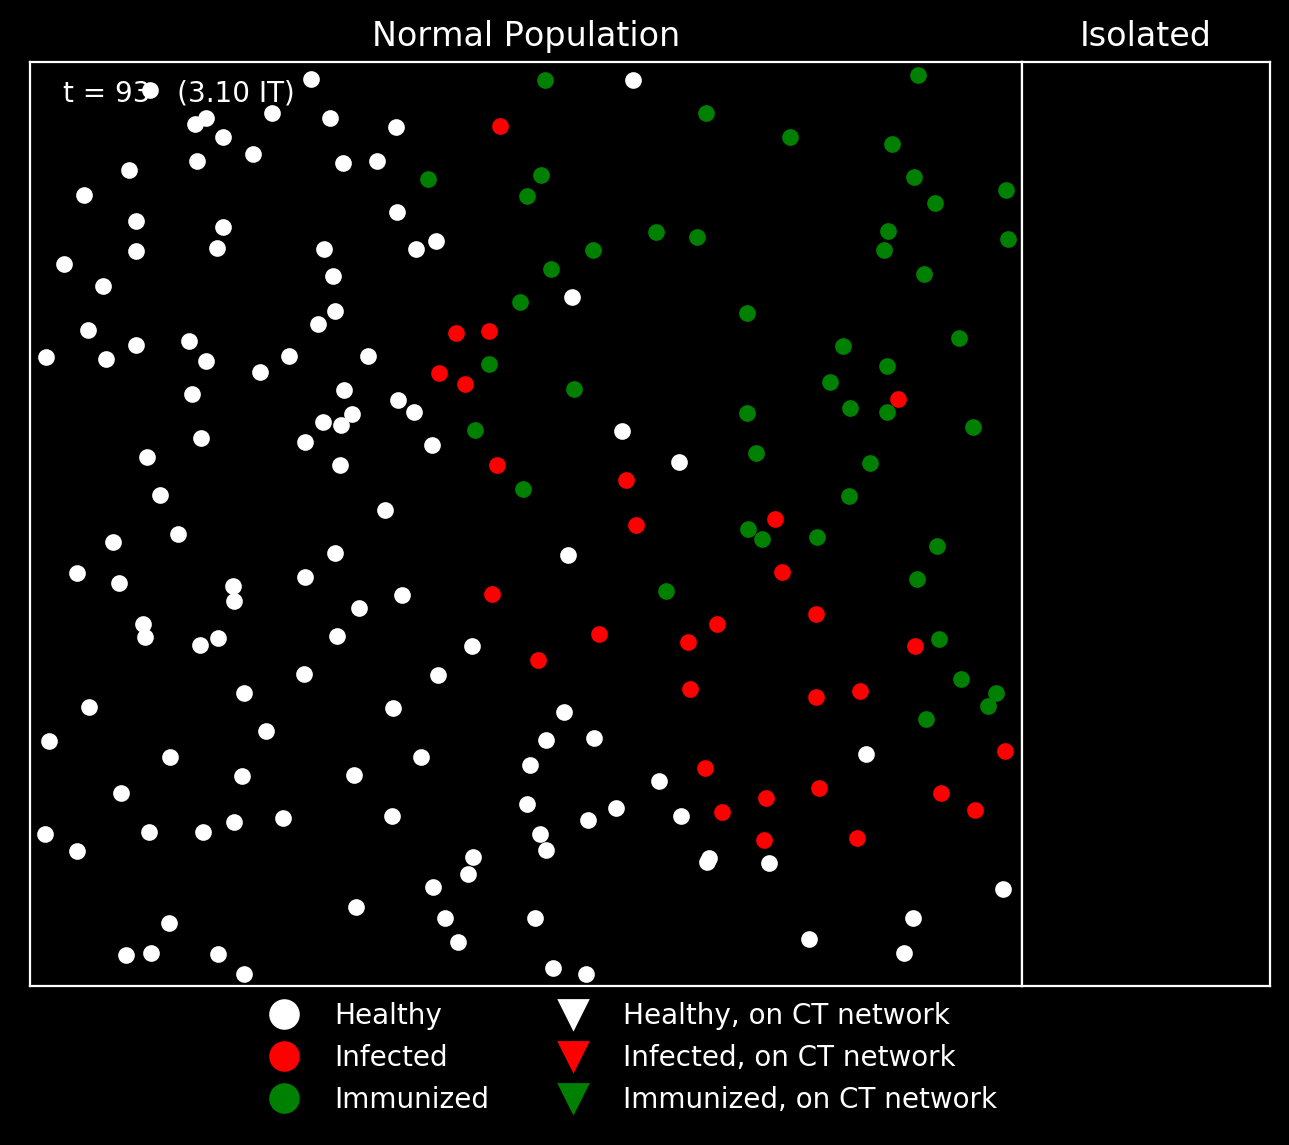 Normal Population
Isolated
t = 93 (3.10 IT)
Healthy
Infected
Immunized
Healthy, on CT network
Infected, on CT network
Immunized, on CT network